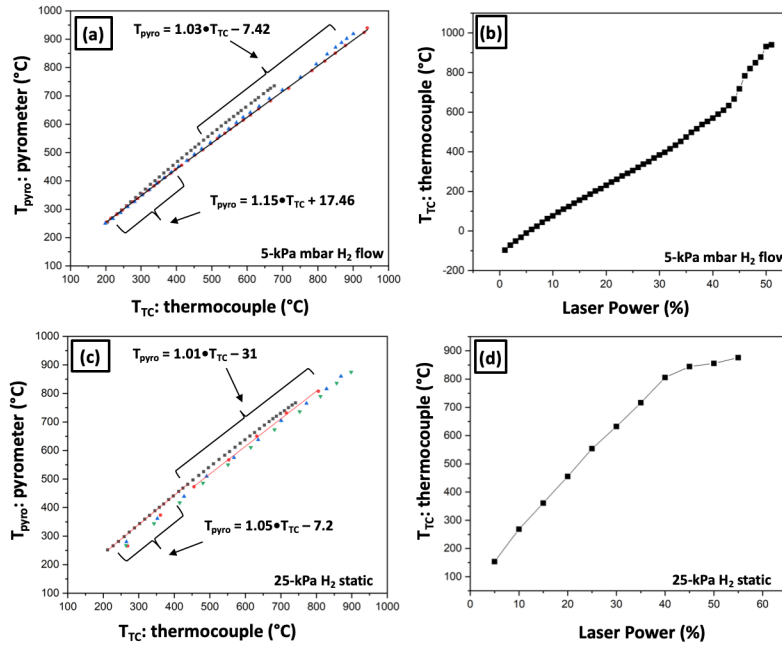 (a)
T_pyro = 1.03•T_TC − 7.42
1000
900
800
700
600
500
400
300
200
100
T_pyro: pyrometer (°C)
T_pyro = 1.15•T_TC + 17.46
5-kPa mbar H₂ flow
100 200 300 400 500 600 700 800 900 1000
T_TC: thermocouple (°C)
(b)
1000
800
600
400
200
0
-200
T_TC: thermocouple (°C)
5-kPa mbar H₂ flow
0 10 20 30 40 50
Laser Power (%)
(c)
T_pyro = 1.01•T_TC − 31
1000
900
800
700
600
500
400
300
200
100
T_pyro: pyrometer (°C)
T_pyro = 1.05•T_TC − 7.2
25-kPa H₂ static
100 200 300 400 500 600 700 800 900 1000
T_TC: thermocouple (°C)
(d)
900
800
700
600
500
400
300
200
100
T_TC: thermocouple (°C)
25-kPa H₂ static
0 10 20 30 40 50 60
Laser Power (%)